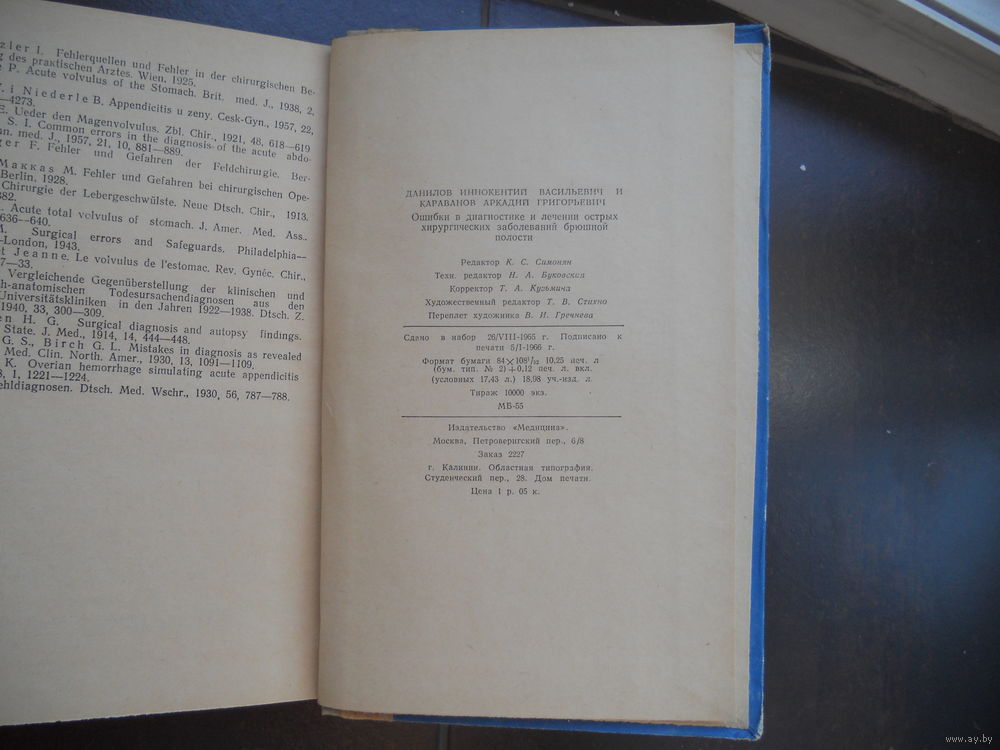 zler I. Fehlerquellen und Fehler in der chirurgischen Be-
g des praktischen Arztes. Wien, 1925.
P. Acute volvulus of the Stomach. Brit. med. J., 1938, 2,
—4273.
i Niederle B. Appendicitis u zeny. Cesk-Gyn., 1957, 22,
E. Ueder den Magenvolvulus. Zbl. Chir., 1921, 48, 618—619
S. I. Common errors in the diagnosis of the acute abdo-
nn. med. J., 1957, 21, 10, 881—889.
ger F. Fehler und Gefahren der Feldchirurgie. Ber-
Маккаs M. Fehler und Gefahren bei chirurgischen Ope-
Berlin. 1928.
Chirurgie der Lebergeschwülste. Neue Dtsch. Chir., 1913.
382.
Acute total volvulus of stomach. J. Amer. Med. Ass.,
636—640.
M. Surgical errors and Safeguards. Philadelphia—
—London, 1943.
t Jeanne. Le volvulus de l'estomac. Rev. Gynéc. Chir.,
7—33.
Vergleichende Gegenüberstellung der klinischen und
h-anatomischen Todesursachendiagnosen aus den
Universitätskliniken in den Jahren 1922—1938. Dtsch. Z.
1940, 33, 300—309.
en H. G. Surgical diagnosis and autopsy findings.
State. J. Med., 1914, 14, 444—448.
G. S., Birch G. L. Mistakes in diagnosis as revealed
Med. Clin. North. Amer., 1930, 13, 1091—1109.
K. Overian hemorrhage simulating acute appendicitis
8, 1, 1221—1224.
ehldiagnosen. Dtsch. Med. Wschr., 1930, 56, 787—788.
ДАНИЛОВ ИННОКЕНТИЙ ВАСИЛЬЕВИЧ И
КАРАВАНОВ АРКАДИЙ ГРИГОРЬЕВИЧ
Ошибки в диагностике и лечении острых
хирургических заболеваний брюшной
полости
Редактор К. С. Симонян
Техн. редактор Н. А. Буковская
Корректор Т. А. Кузьмина
Художественный редактор Т. В. Стихно
Переплет художника В. И. Гречнева
Сдано в набор 26/VIII-1965 г. Подписано к
печати 5/I-1966 г.
Формат бумаги 84×108¹/₃₂ 10,25 печ. л
(бум. тип. № 2)+0,12 печ. л. вкл.
(условных 17,43 л.) 18,98 уч.-изд. л.
Тираж 10000 экз.
МБ-55
Издательство «Медицина».
Москва, Петроверигский пер., 6/8
Заказ 2227
г. Калинин. Областная типография.
Студенческий пер., 28. Дом печати.
Цена 1 р. 05 к.
www.ay.by